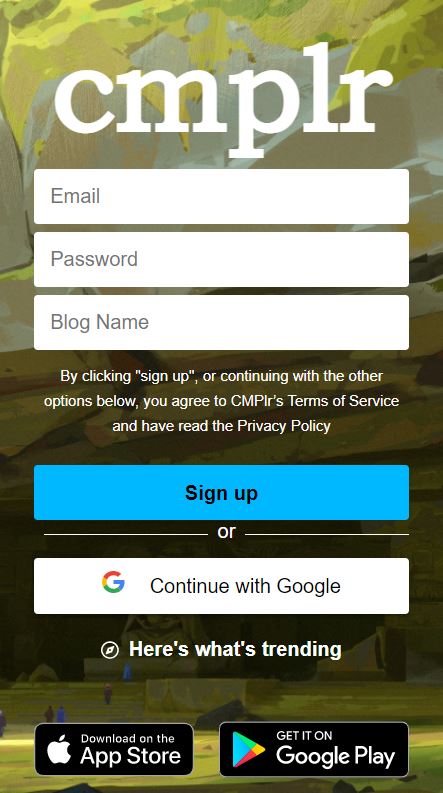 cmplr
Email
Password
Blog Name
By clicking "sign up", or continuing with the other
options below, you agree to CMPlr's Terms of Service
and have read the Privacy Policy
Sign up
or
Continue with Google
Here's what's trending
Download on the
App Store
GET IT ON
Google Play